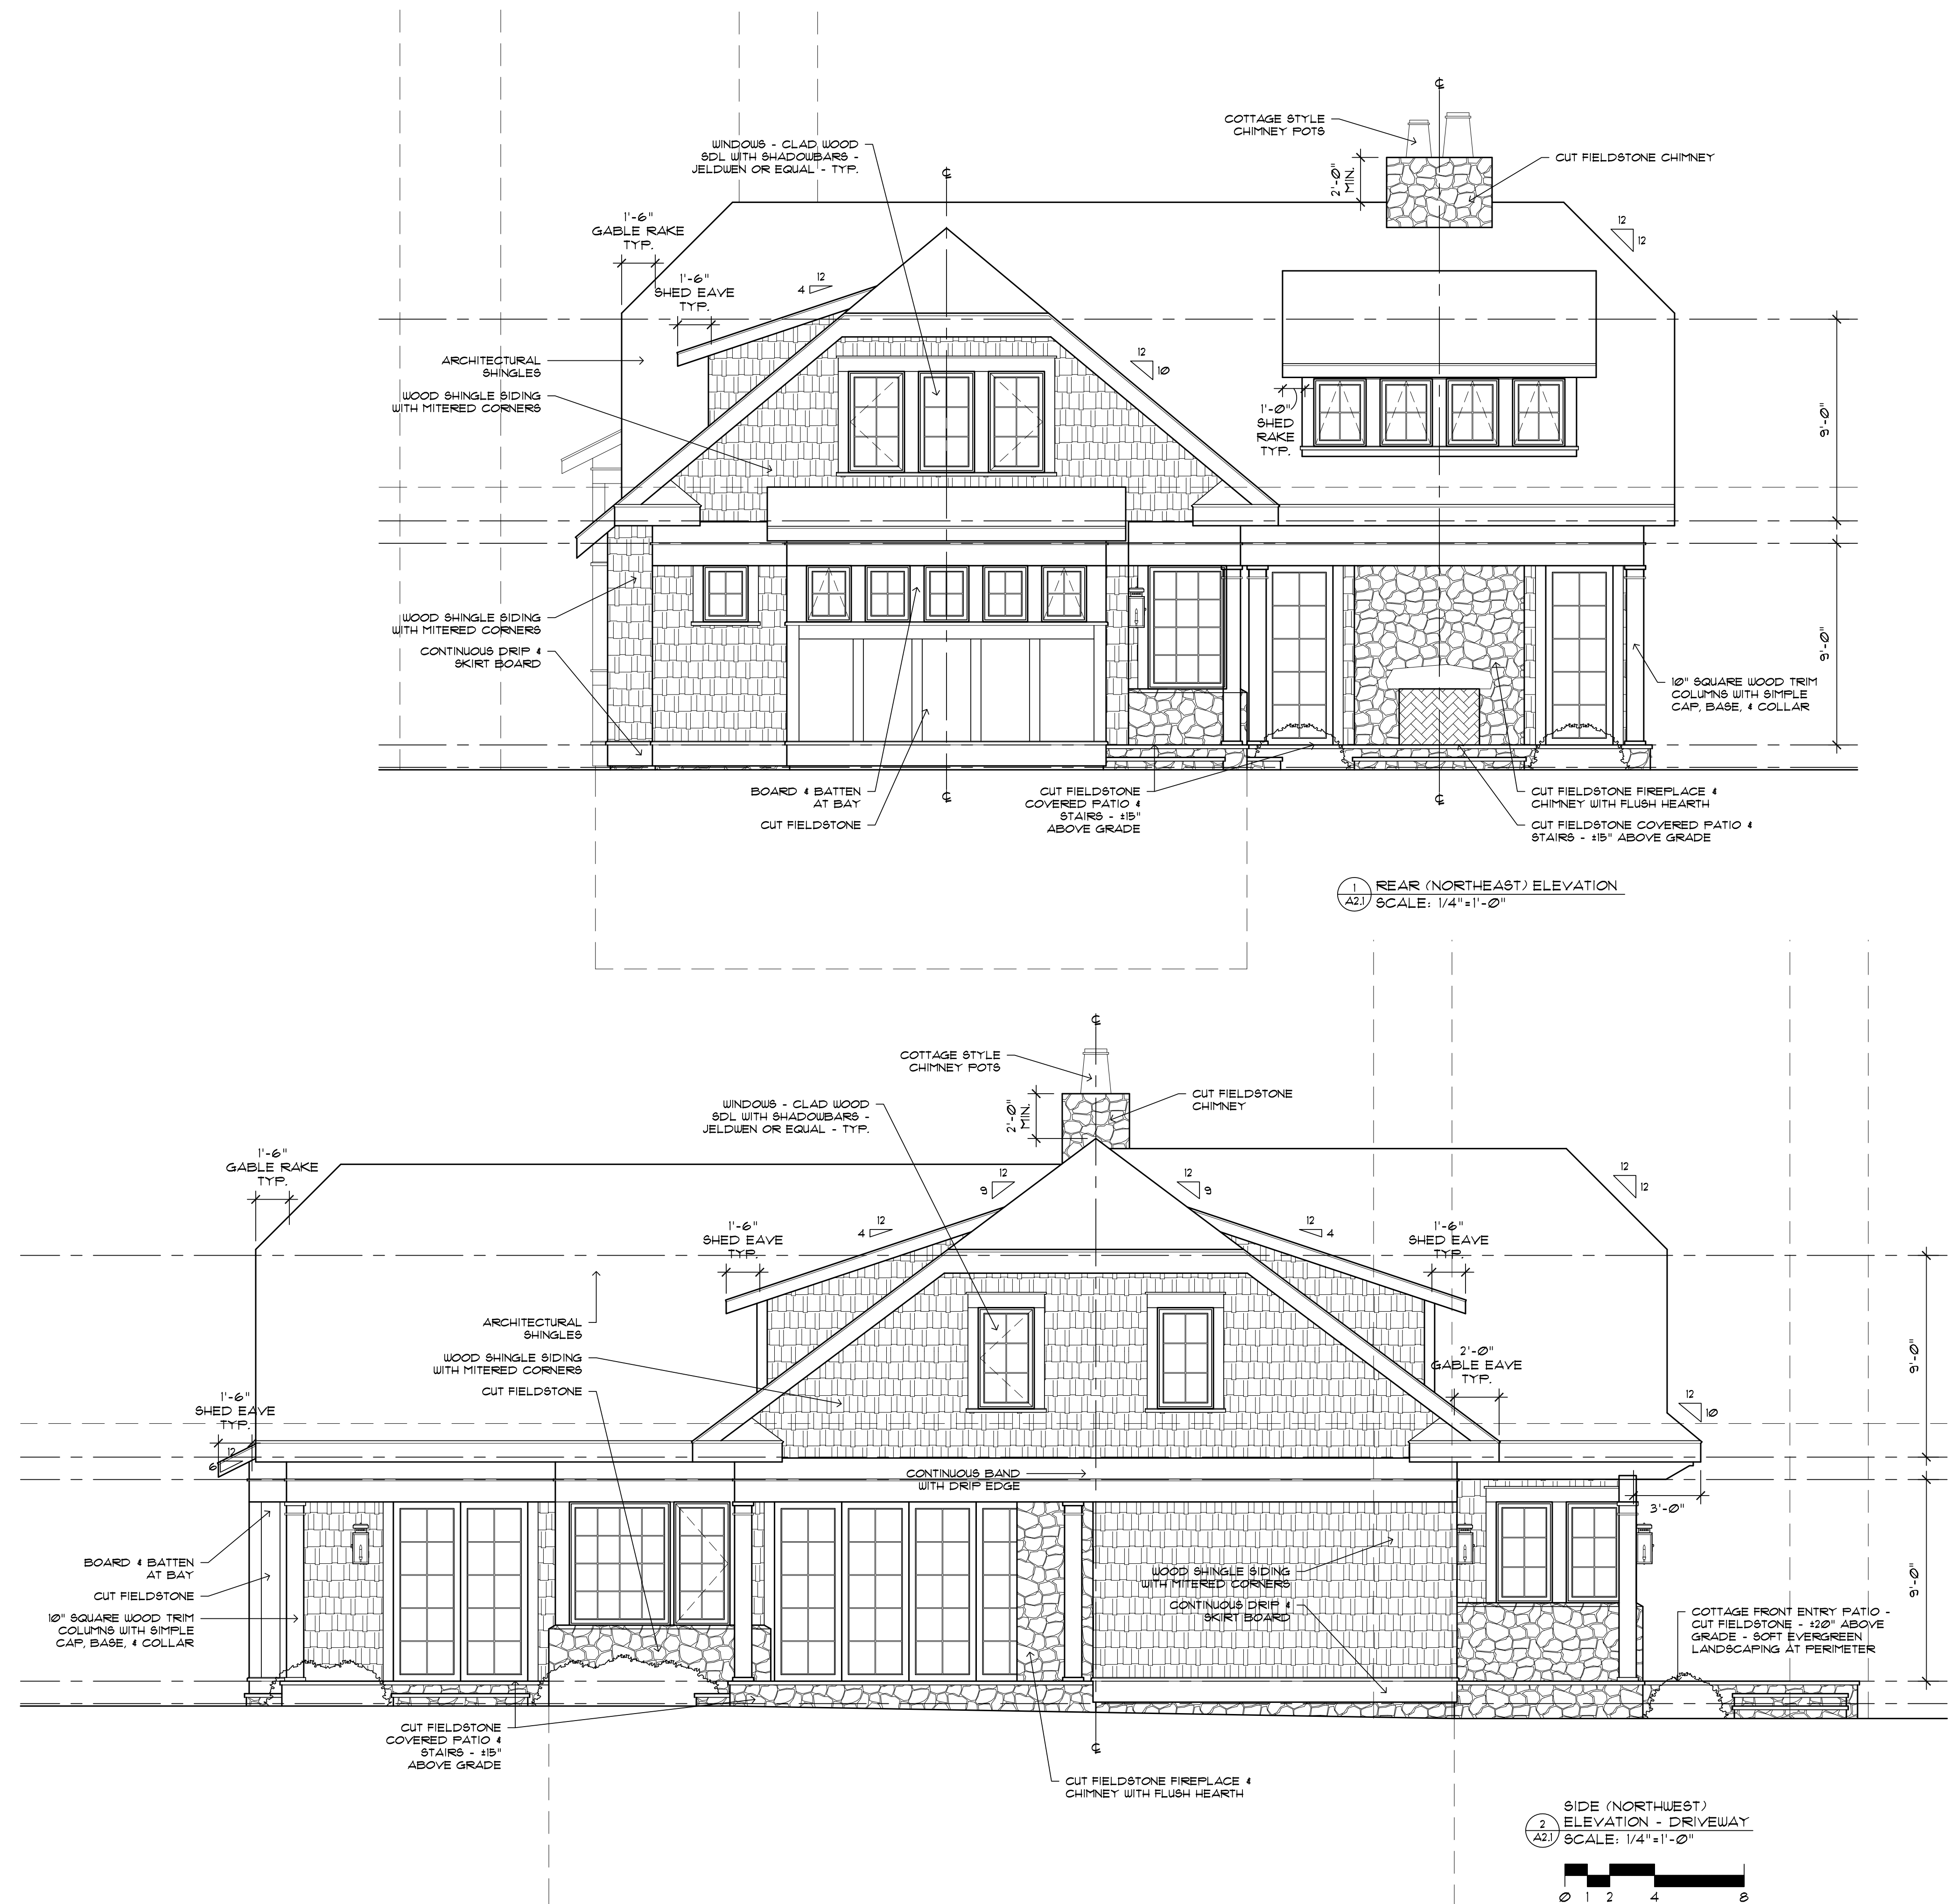 COTTAGE STYLE
CHIMNEY POTS
CUT FIELDSTONE CHIMNEY
2'-0"
MIN.
WINDOWS - CLAD WOOD
SDL WITH SHADOWBARS -
JELDWEN OR EQUAL - TYP.
1'-6"
GABLE RAKE
TYP.
1'-6"
SHED EAVE
TYP.
12
4
12
12
12
10
ARCHITECTURAL
SHINGLES
WOOD SHINGLE SIDING
WITH MITERED CORNERS
1'-0"
SHED
RAKE
TYP.
9'-0"
WOOD SHINGLE SIDING
WITH MITERED CORNERS
CONTINUOUS DRIP &
SKIRT BOARD
9'-0"
10" SQUARE WOOD TRIM
COLUMNS WITH SIMPLE
CAP, BASE, & COLLAR
BOARD & BATTEN
AT BAY
CUT FIELDSTONE
CUT FIELDSTONE
COVERED PATIO &
STAIRS - ±15"
ABOVE GRADE
CUT FIELDSTONE FIREPLACE &
CHIMNEY WITH FLUSH HEARTH
CUT FIELDSTONE COVERED PATIO &
STAIRS - ±15" ABOVE GRADE
1
A2.1
REAR (NORTHEAST) ELEVATION
SCALE: 1/4"=1'-0"
COTTAGE STYLE
CHIMNEY POTS
CUT FIELDSTONE
CHIMNEY
2'-0"
MIN.
WINDOWS - CLAD WOOD
SDL WITH SHADOWBARS -
JELDWEN OR EQUAL - TYP.
1'-6"
GABLE RAKE
TYP.
12
9
12
9
12
12
1'-6"
SHED EAVE
TYP.
12
4
12
4
1'-6"
SHED EAVE
TYP.
ARCHITECTURAL
SHINGLES
WOOD SHINGLE SIDING
WITH MITERED CORNERS
CUT FIELDSTONE
2'-0"
GABLE EAVE
TYP.
9'-0"
1'-6"
SHED EAVE
TYP.
12
6
12
10
CONTINUOUS BAND
WITH DRIP EDGE
3'-0"
BOARD & BATTEN
AT BAY
CUT FIELDSTONE
10" SQUARE WOOD TRIM
COLUMNS WITH SIMPLE
CAP, BASE, & COLLAR
WOOD SHINGLE SIDING
WITH MITERED CORNERS
CONTINUOUS DRIP &
SKIRT BOARD
9'-0"
COTTAGE FRONT ENTRY PATIO -
CUT FIELDSTONE - ±20" ABOVE
GRADE - SOFT EVERGREEN
LANDSCAPING AT PERIMETER
CUT FIELDSTONE
COVERED PATIO &
STAIRS - ±15"
ABOVE GRADE
CUT FIELDSTONE FIREPLACE &
CHIMNEY WITH FLUSH HEARTH
2
A2.1
SIDE (NORTHWEST)
ELEVATION - DRIVEWAY
SCALE: 1/4"=1'-0"
0 1 2 4 8